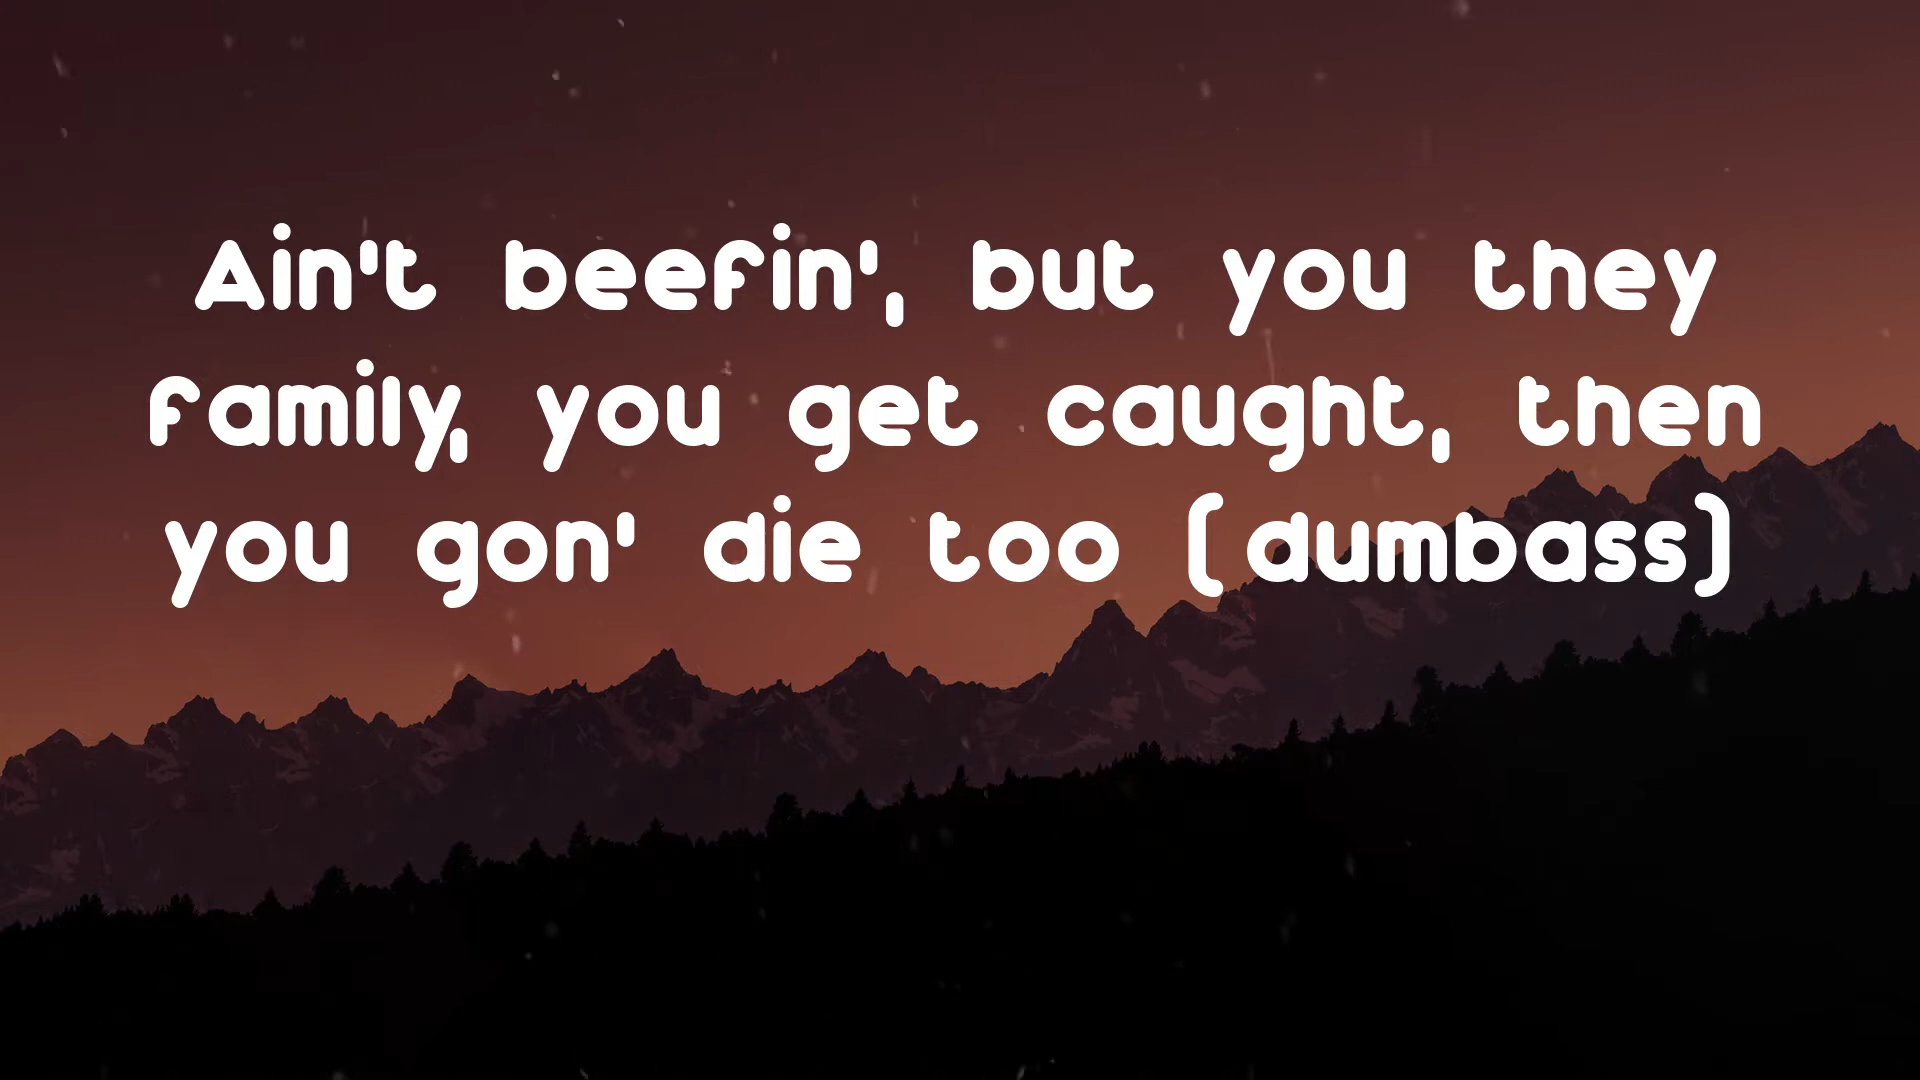 Ain't beefin', but you they
family, you get caught, then
you gon' die too (dumbass)